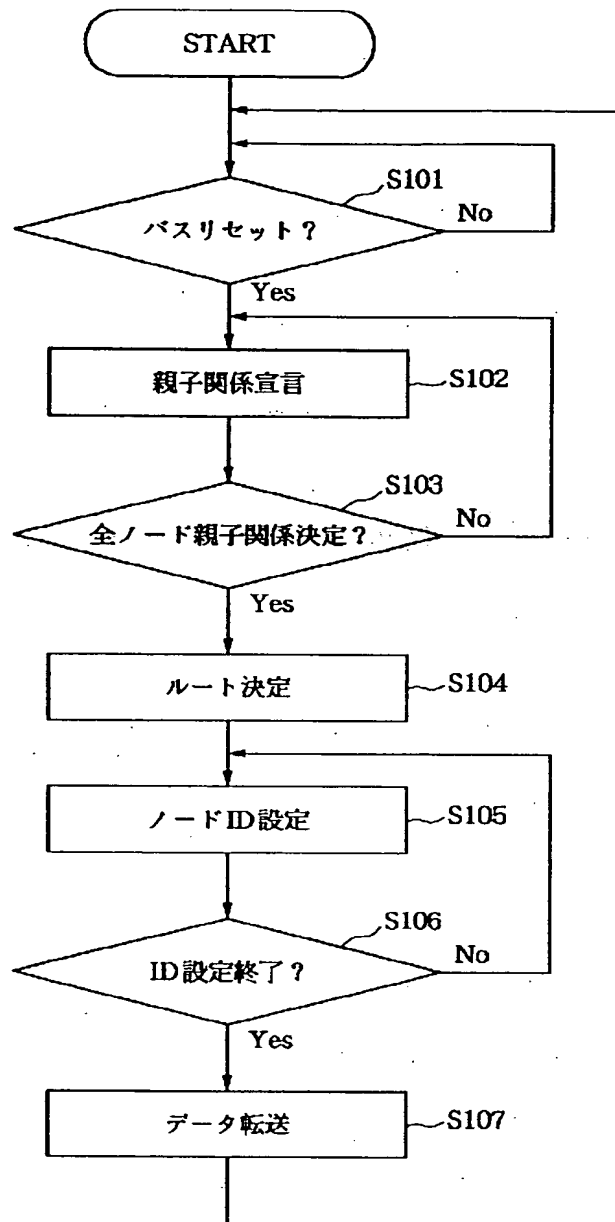 START
S101
バスリセット？
No
Yes
親子関係宣言
S102
S103
全ノード親子関係決定？
No
Yes
ルート決定
S104
ノードID設定
S105
S106
ID設定終了？
No
Yes
データ転送
S107